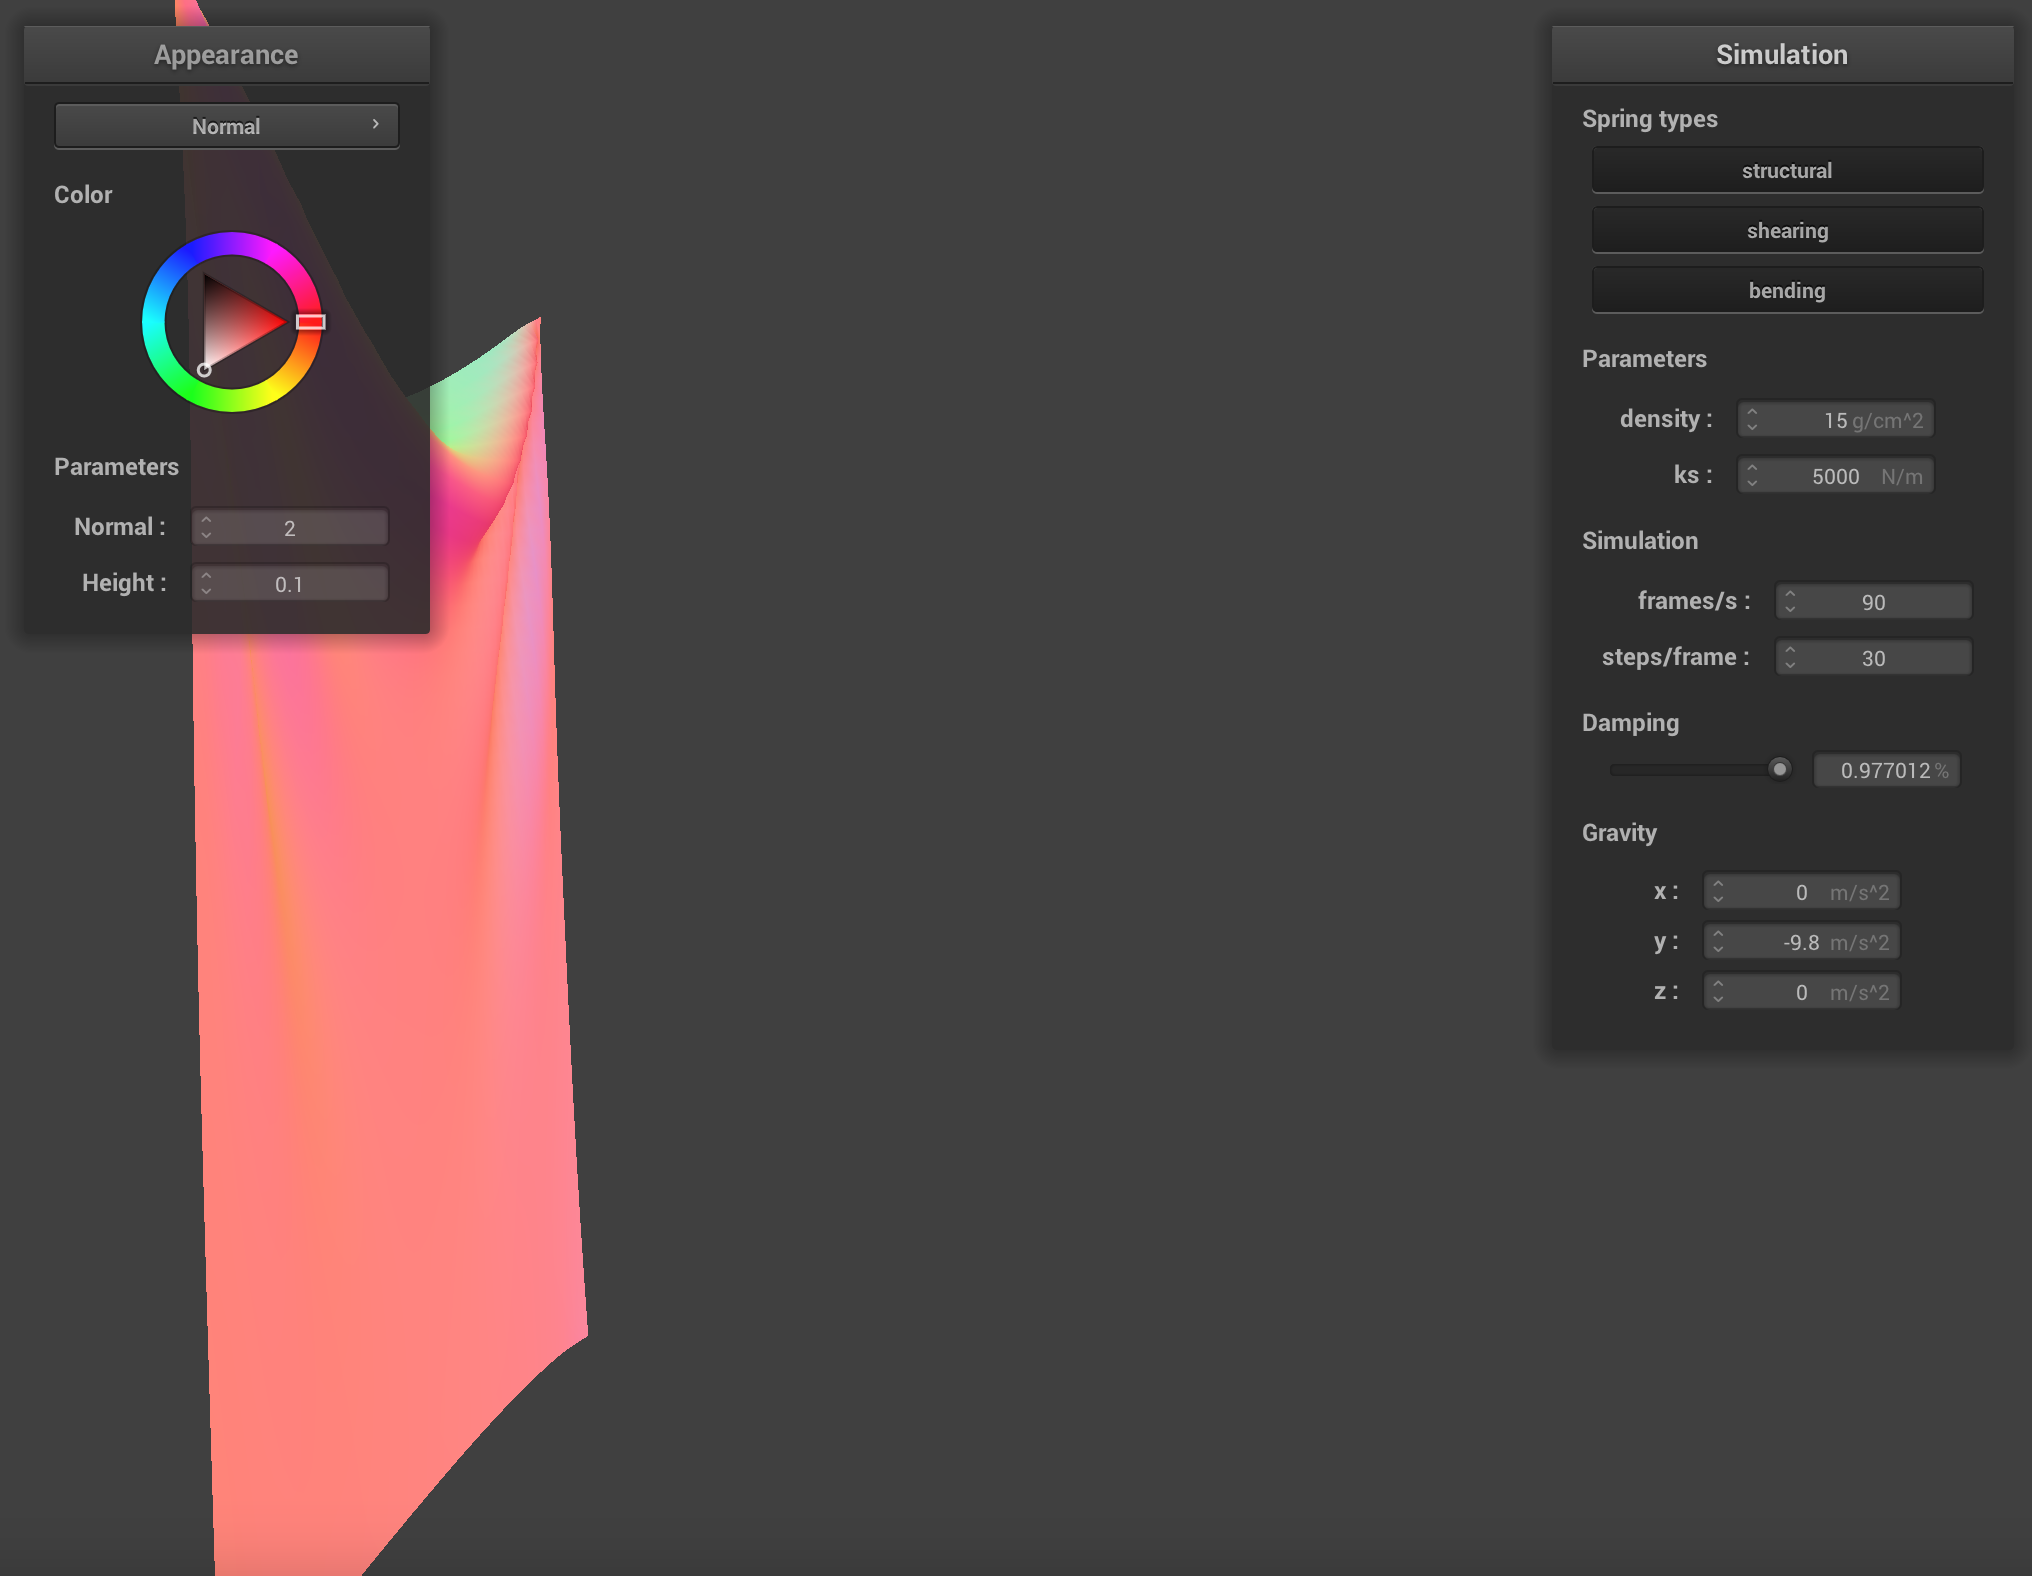 Appearance
Normal
Color
Parameters
Normal : 2
Height : 0.1
Simulation
Spring types
structural
shearing
bending
Parameters
density : 15 g/cm^2
ks : 5000 N/m
Simulation
frames/s : 90
steps/frame : 30
Damping
0.977012 %
Gravity
x : 0 m/s^2
y : -9.8 m/s^2
z : 0 m/s^2